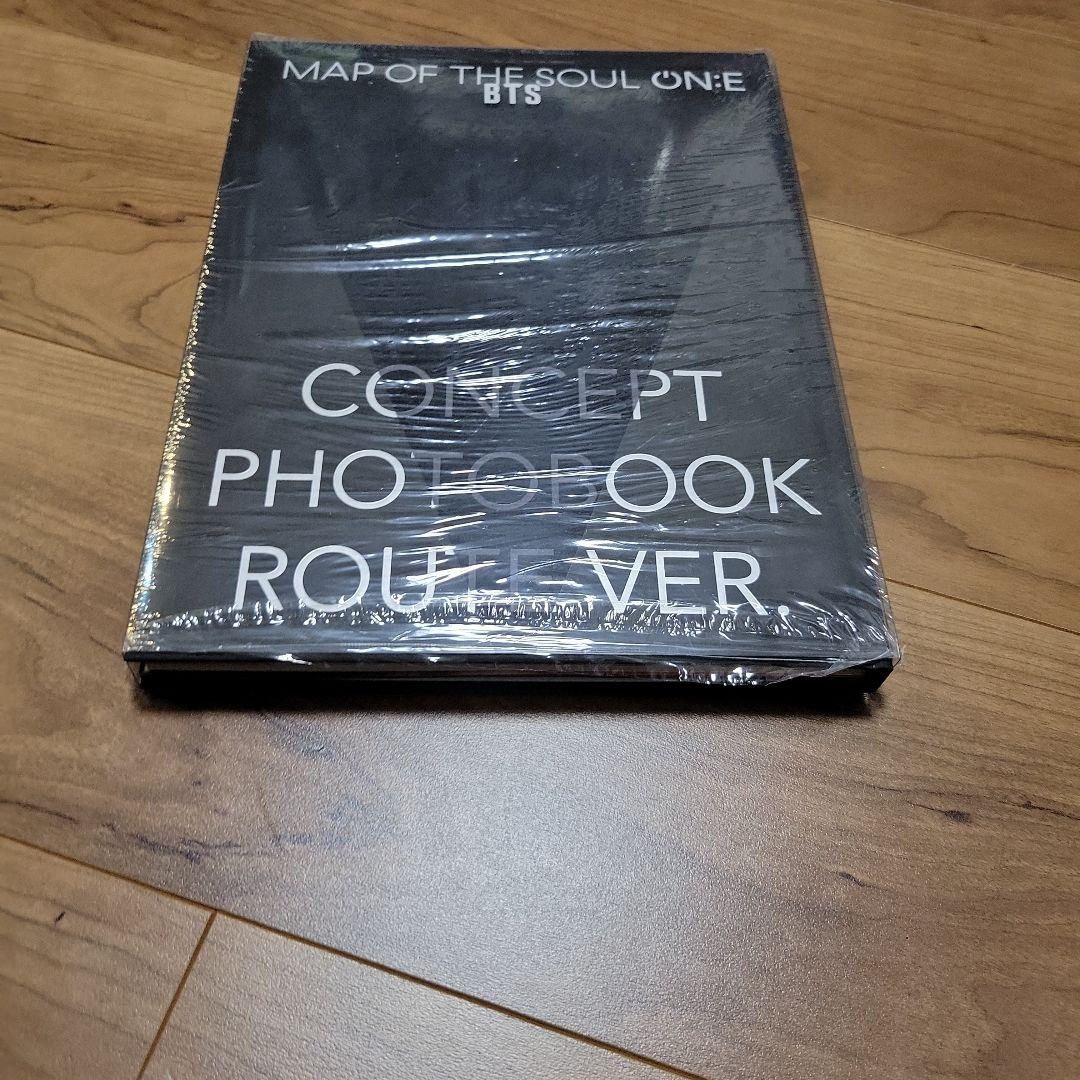 MAP OF THE SOUL ON:E
BTS
CONCEPT
PHOTOBOOK
ROUTE VER.